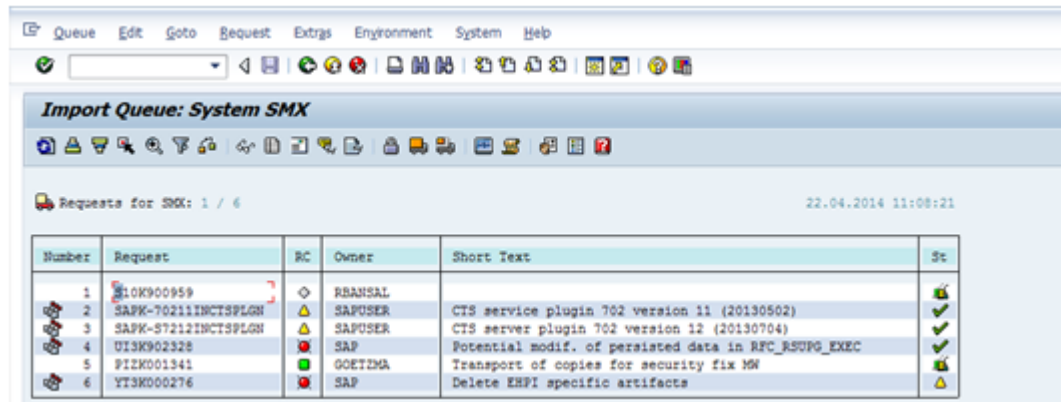 Queue Edit Goto Request Extras Environment System Help
Import Queue: System SMX
Requests for SMX: 1 / 6 22.04.2014 11:08:21
Number Request RC Owner Short Text St
1 S10K900959 RBANSAL
2 SAPK-70211INCTSPLGN SAPUSER CTS service plugin 702 version 11 (20130502)
3 SAPK-S7212INCTSPLGN SAPUSER CTS server plugin 702 version 12 (20130704)
4 UI3K902328 SAP Potential modif. of persisted data in RFC_RSUPG_EXEC
5 PIZK001341 GOETZMA Transport of copies for security fix MW
6 YT3K000276 SAP Delete EHPI specific artifacts